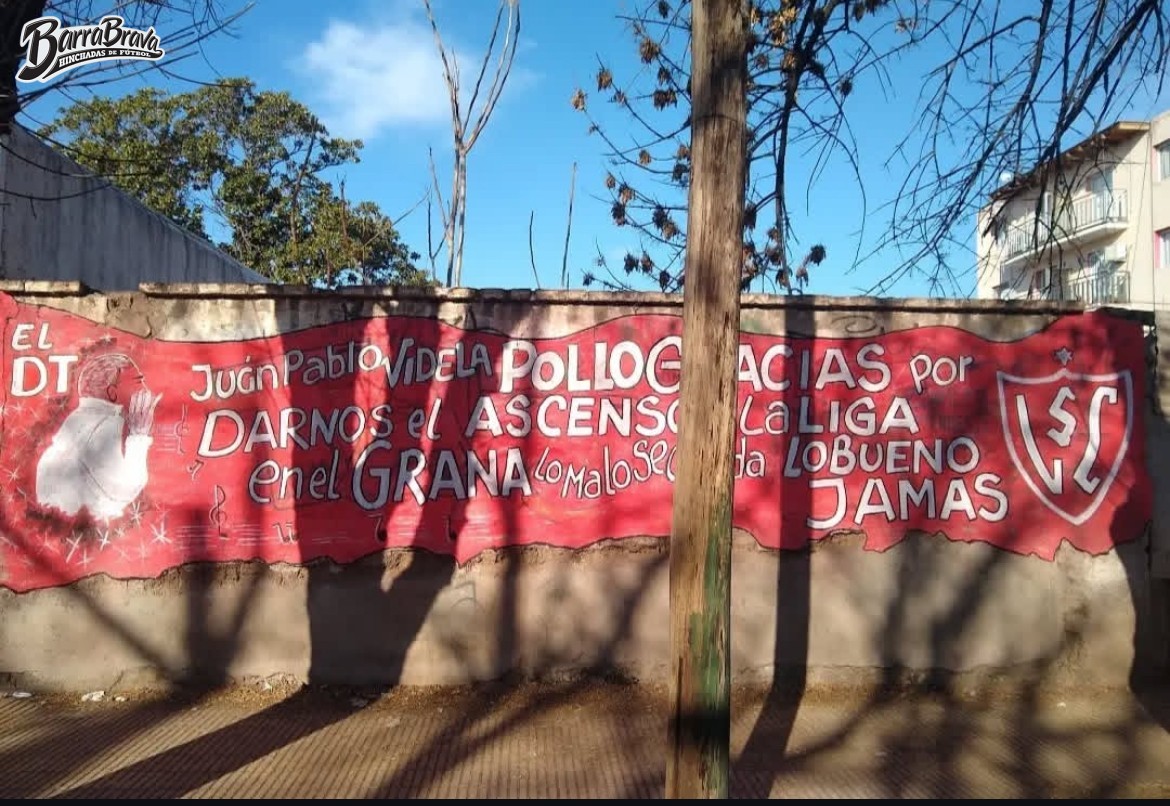 BarraBrava
HINCHADAS DE FÚTBOL
EL
DT
Juan Pablo ViDELA POLLO GRACIAS por
DARNOS el ASCENSO La LIGA
en el GRANA Lo Malo Se Lo BUENO
JAMAS
LSC